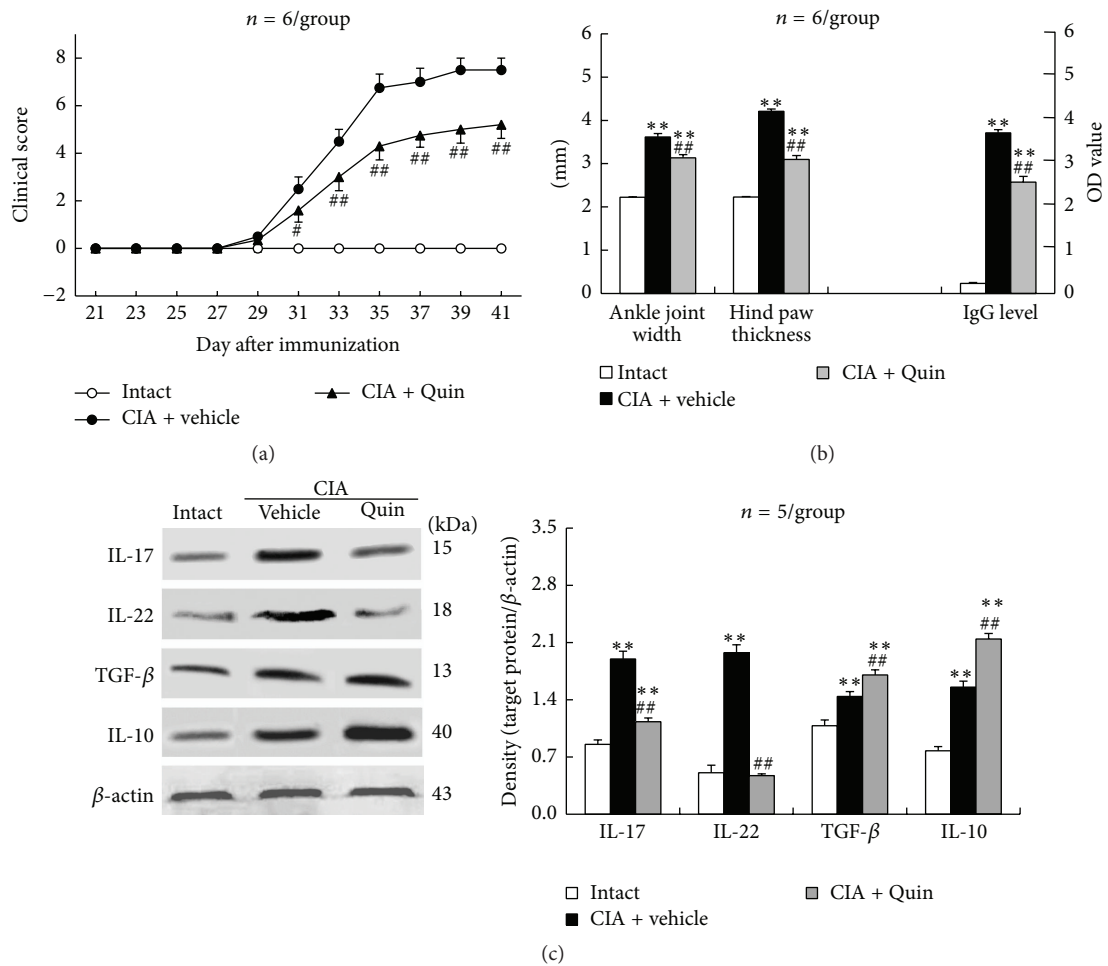 n = 6/group
8
6
4
2
0
−2
Clinical score
# ## ## ## ## ##
21 23 25 27 29 31 33 35 37 39 41
Day after immunization
Intact
CIA + Quin
CIA + vehicle
(a)
n = 6/group
6
5
4
3
2
1
0
(mm)
6
5
4
3
2
1
0
OD value
** ** ##
** ** ##
** ** ##
Ankle joint
width
Hind paw
thickness
IgG level
Intact
CIA + Quin
CIA + vehicle
(b)
CIA
Intact Vehicle Quin (kDa)
IL-17 15
IL-22 18
TGF-β 13
IL-10 40
β-actin 43
n = 5/group
3.5
2.8
2.1
1.4
0.7
0.0
Density (target protein/β-actin)
** ** ##
** ##
** ** ##
** ** ##
IL-17 IL-22 TGF-β IL-10
Intact
CIA + Quin
CIA + vehicle
(c)